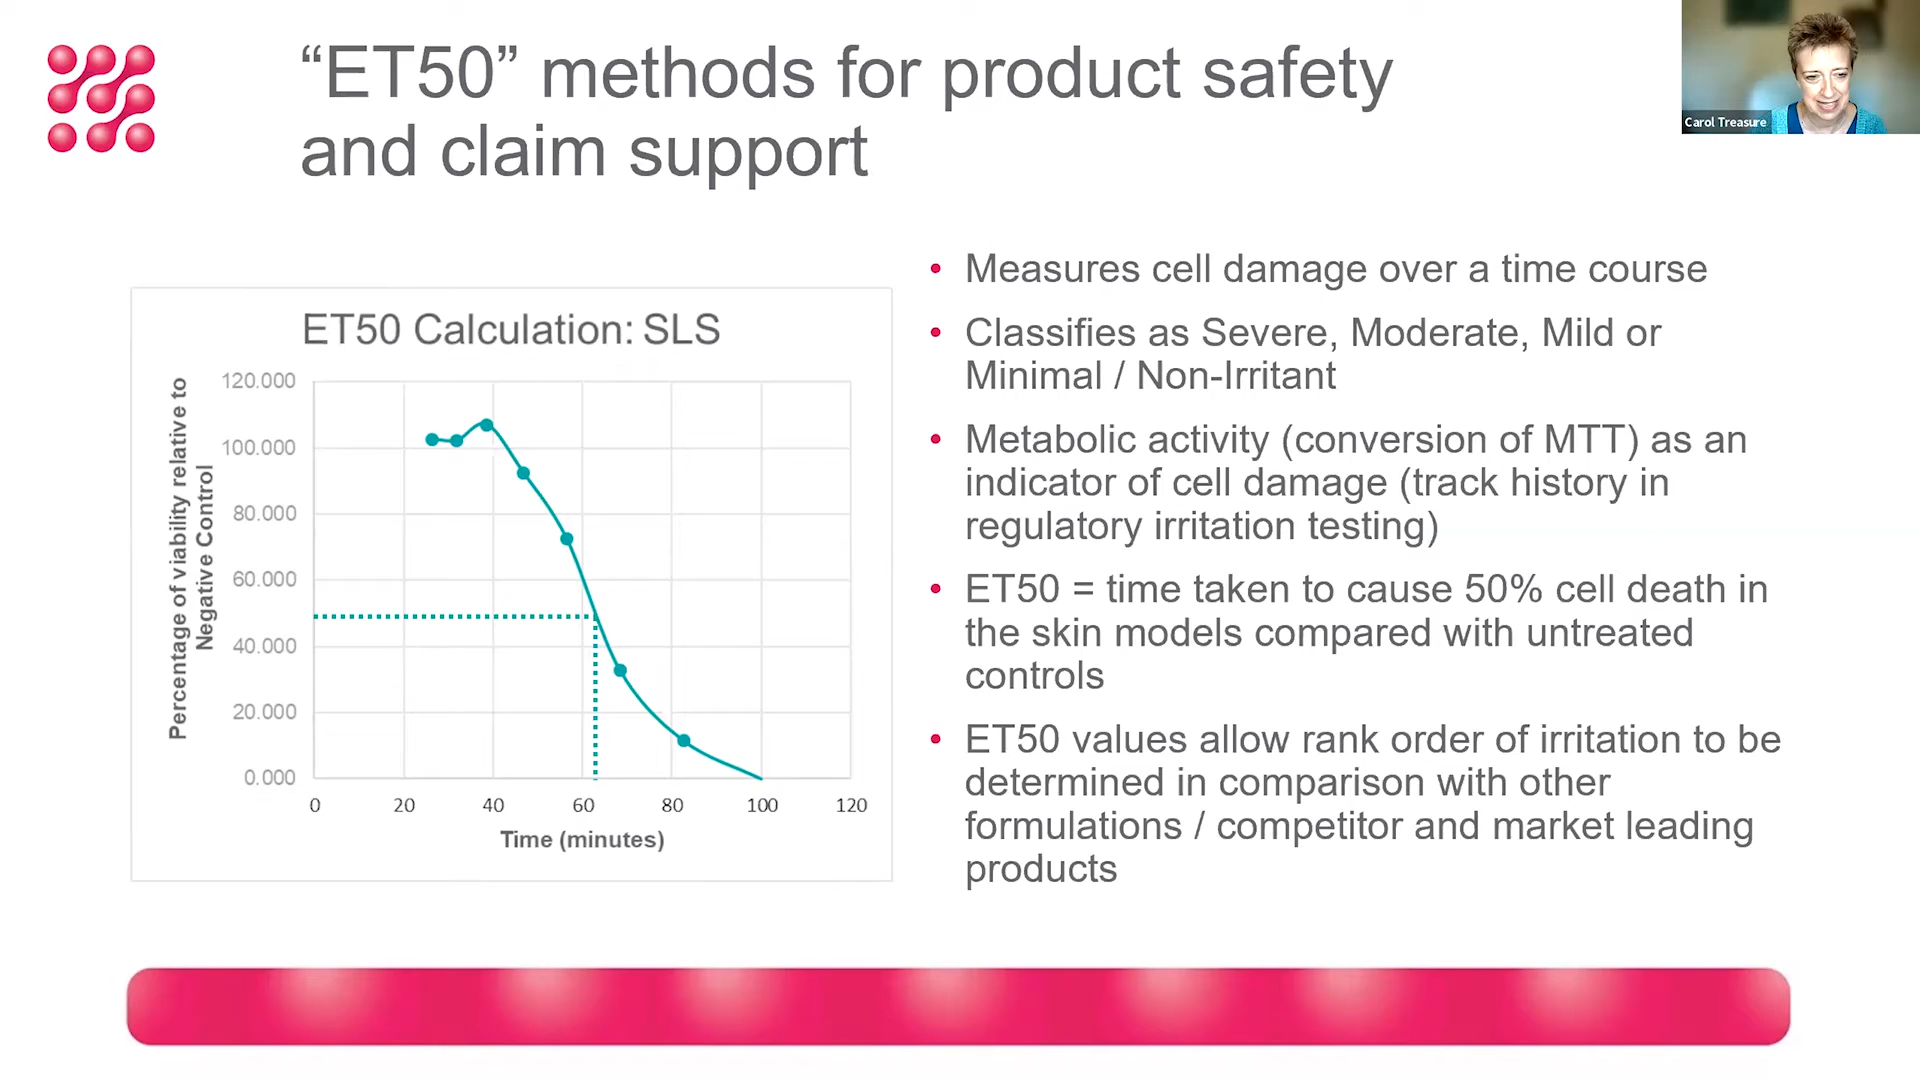 “ET50” methods for product safety
and claim support
Carol Treasure
ET50 Calculation: SLS
Percentage of viability relative to
Negative Control
120.000
100.000
80.000
60.000
40.000
20.000
0.000
0 20 40 60 80 100 120
Time (minutes)
• Measures cell damage over a time course
• Classifies as Severe, Moderate, Mild or
Minimal / Non-Irritant
• Metabolic activity (conversion of MTT) as an
indicator of cell damage (track history in
regulatory irritation testing)
• ET50 = time taken to cause 50% cell death in
the skin models compared with untreated
controls
• ET50 values allow rank order of irritation to be
determined in comparison with other
formulations / competitor and market leading
products